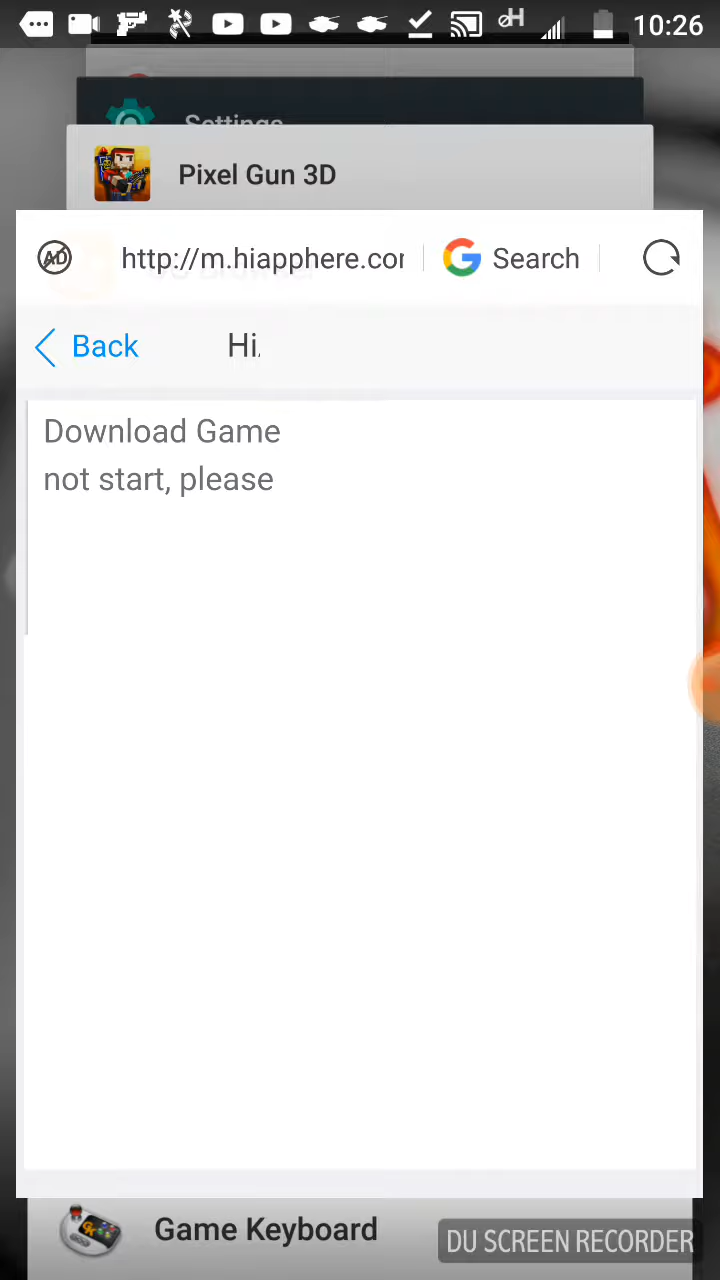 10:26
Settings
Pixel Gun 3D
AD
http://m.hiapphere.cor
Search
Back
Hi.
Download Game
not start, please
Game Keyboard
DU SCREEN RECORDER